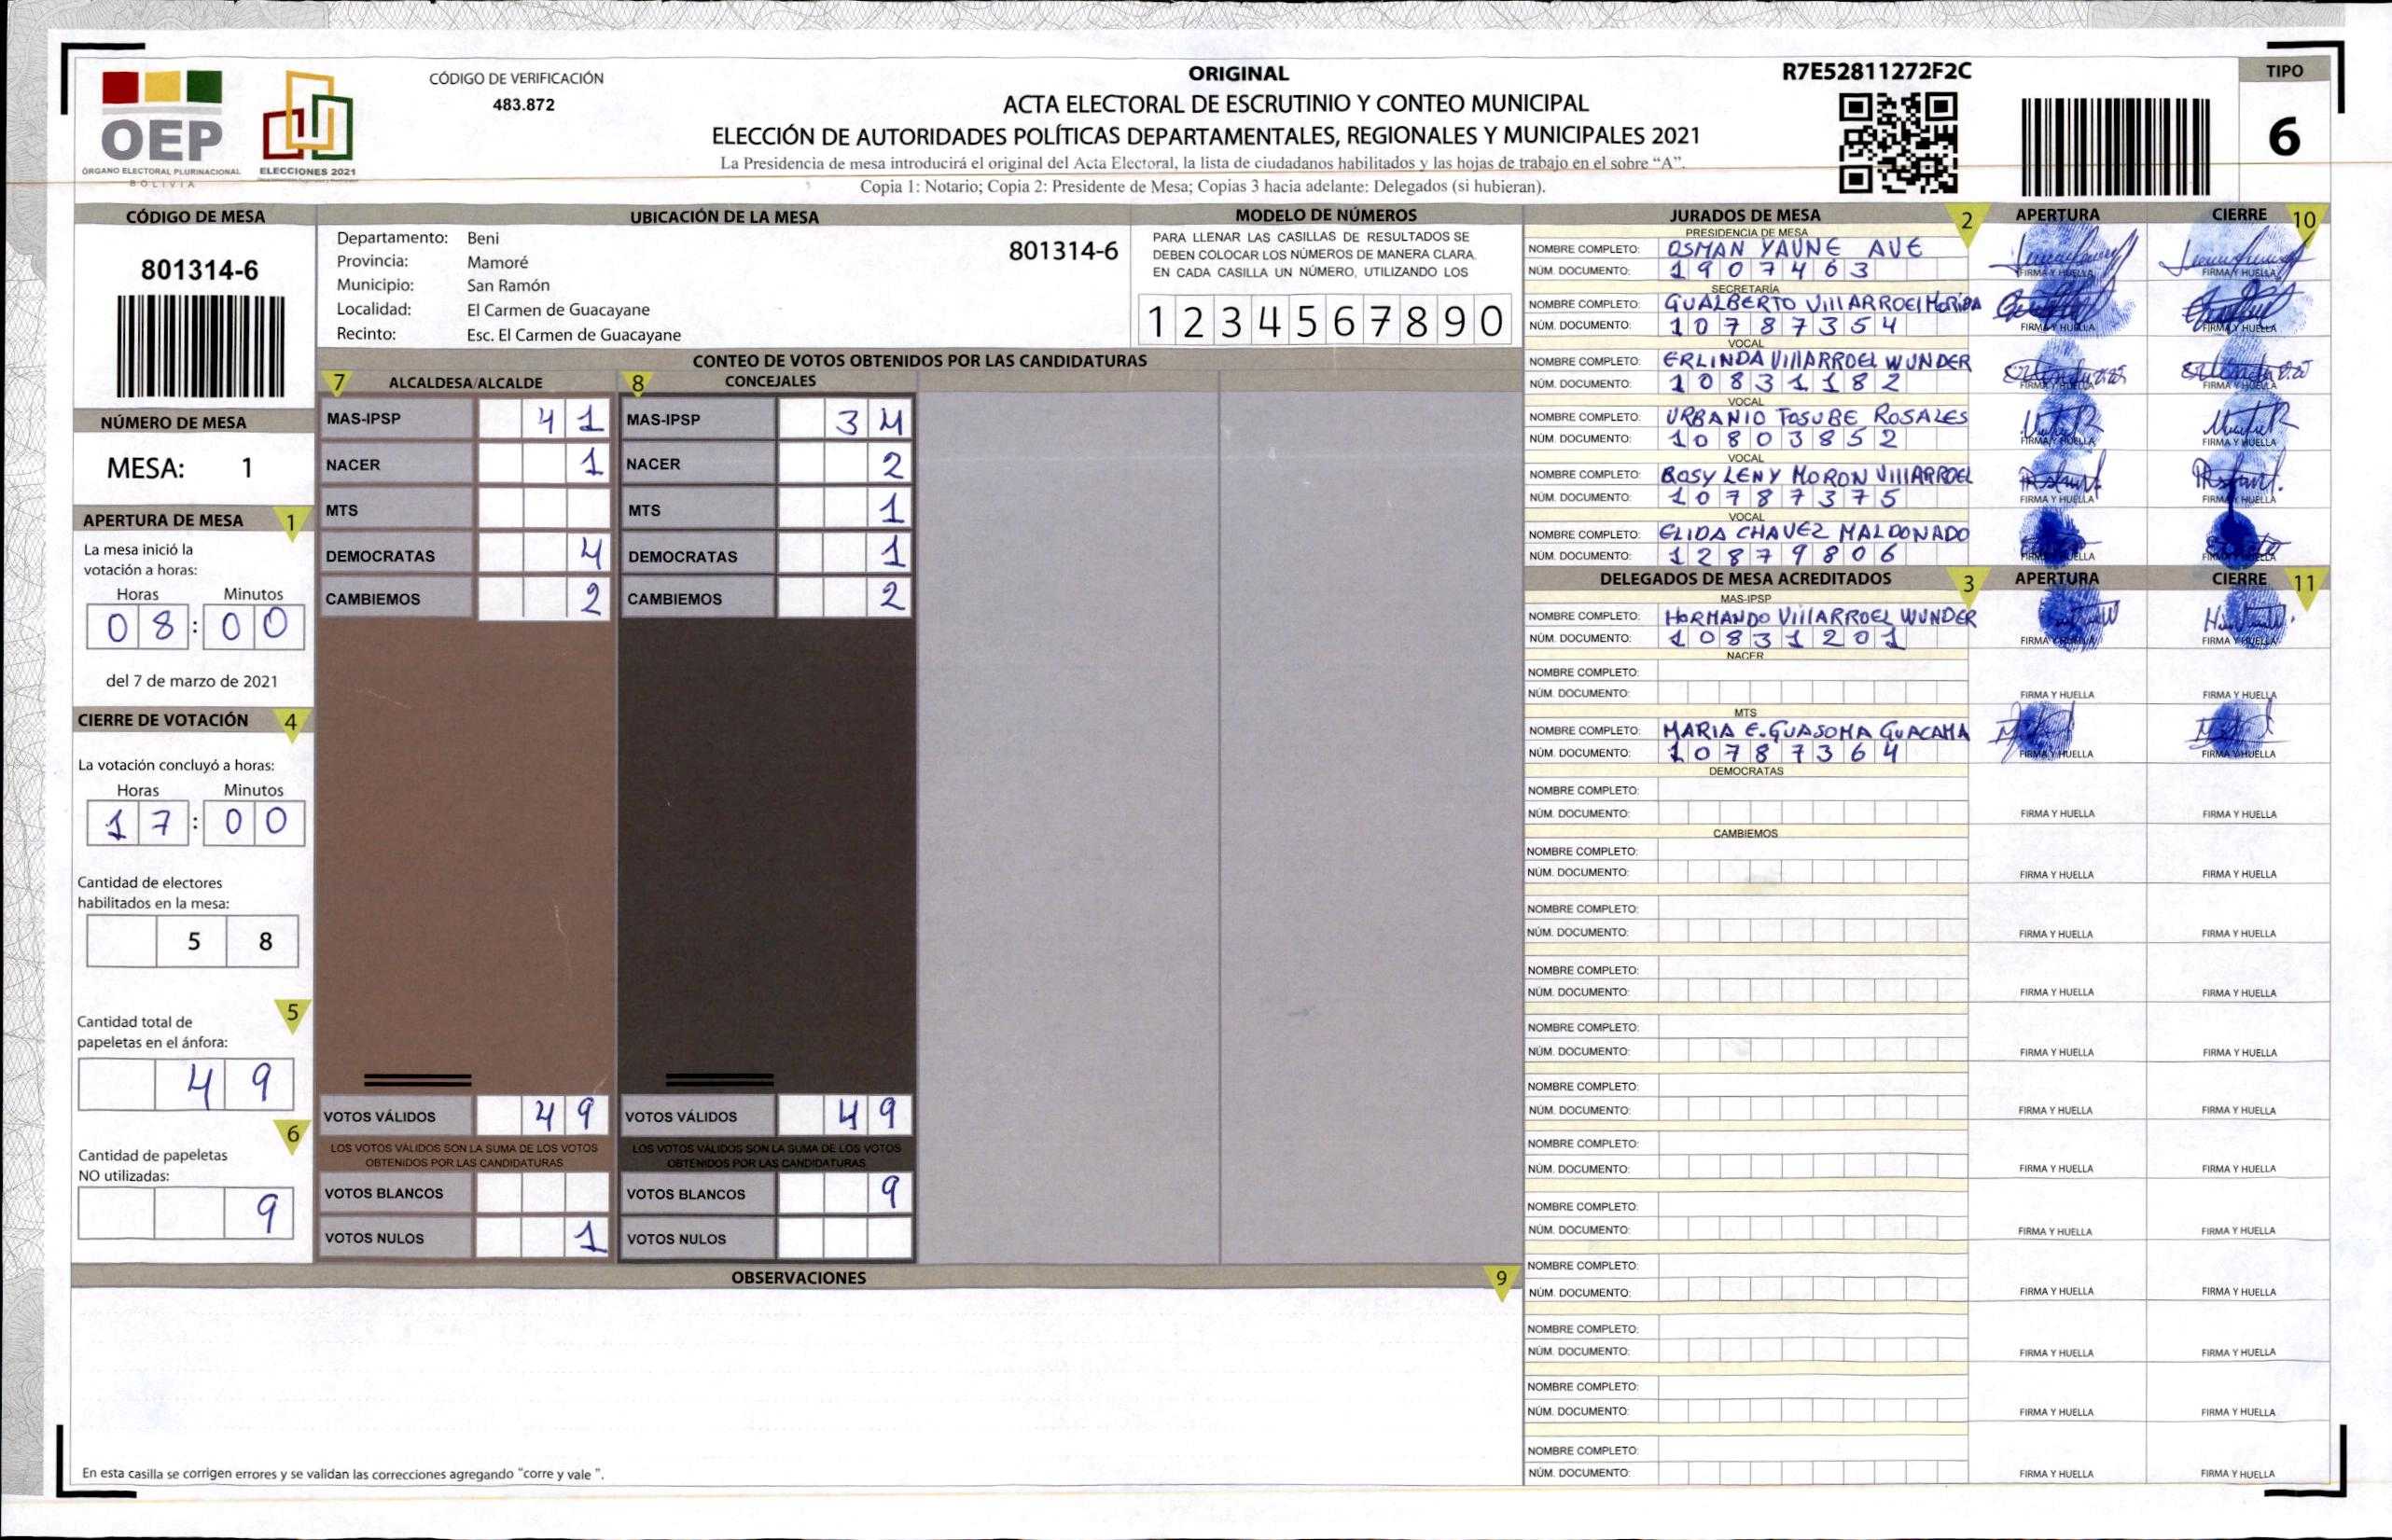 CÓDIGO DE VERIFICACIÓN
483.872
OEP
ÓRGANO ELECTORAL PLURINACIONAL
BOLIVIA
ELECCIONES 2021
ORIGINAL
ACTA ELECTORAL DE ESCRUTINIO Y CONTEO MUNICIPAL
ELECCIÓN DE AUTORIDADES POLÍTICAS DEPARTAMENTALES, REGIONALES Y MUNICIPALES 2021
La Presidencia de mesa introducirá el original del Acta Electoral, la lista de ciudadanos habilitados y las hojas de trabajo en el sobre “A”.
Copia 1: Notario; Copia 2: Presidente de Mesa; Copias 3 hacia adelante: Delegados (si hubieran).
R7E52811272F2C
TIPO
6
CÓDIGO DE MESA
801314-6
NÚMERO DE MESA
MESA: 1
APERTURA DE MESA 1
La mesa inició la
votación a horas:
Horas Minutos
08:00
del 7 de marzo de 2021
CIERRE DE VOTACIÓN 4
La votación concluyó a horas:
Horas Minutos
17:00
Cantidad de electores
habilitados en la mesa:
5 8
5
Cantidad total de
papeletas en el ánfora:
4 9
6
Cantidad de papeletas
NO utilizadas:
9
UBICACIÓN DE LA MESA
Departamento: Beni
801314-6
Provincia: Mamoré
Municipio: San Ramón
Localidad: El Carmen de Guacayane
Recinto: Esc. El Carmen de Guacayane
MODELO DE NÚMEROS
PARA LLENAR LAS CASILLAS DE RESULTADOS SE
DEBEN COLOCAR LOS NÚMEROS DE MANERA CLARA.
EN CADA CASILLA UN NÚMERO, UTILIZANDO LOS
1 2 3 4 5 6 7 8 9 0
CONTEO DE VOTOS OBTENIDOS POR LAS CANDIDATURAS
7 ALCALDESA/ALCALDE
MAS-IPSP 4 1
NACER 1
MTS
DEMOCRATAS 4
CAMBIEMOS 2
VOTOS VÁLIDOS 4 9
LOS VOTOS VÁLIDOS SON LA SUMA DE LOS VOTOS
OBTENIDOS POR LAS CANDIDATURAS
VOTOS BLANCOS
VOTOS NULOS 1
8 CONCEJALES
MAS-IPSP 3 4
NACER 2
MTS 1
DEMOCRATAS 1
CAMBIEMOS 2
VOTOS VÁLIDOS 4 9
LOS VOTOS VÁLIDOS SON LA SUMA DE LOS VOTOS
OBTENIDOS POR LAS CANDIDATURAS
VOTOS BLANCOS 9
VOTOS NULOS
OBSERVACIONES 9
En esta casilla se corrigen errores y se validan las correcciones agregando “corre y vale ”.
JURADOS DE MESA 2 APERTURA CIERRE 10
PRESIDENCIA DE MESA
NOMBRE COMPLETO: OSMAN YAUNE AVE
NÚM. DOCUMENTO: 1907463 FIRMA Y HUELLA FIRMA Y HUELLA
SECRETARÍA
NOMBRE COMPLETO: GUALBERTO VIllARROEl MORIBA
NÚM. DOCUMENTO: 10787354 FIRMA Y HUELLA FIRMA Y HUELLA
VOCAL
NOMBRE COMPLETO: ERLINDA VIllARROEL WUNDER
NÚM. DOCUMENTO: 10831182 FIRMA Y HUELLA FIRMA Y HUELLA
VOCAL
NOMBRE COMPLETO: URBANIO TOSUBE ROSALES
NÚM. DOCUMENTO: 10803852 FIRMA Y HUELLA FIRMA Y HUELLA
VOCAL
NOMBRE COMPLETO: ROSY LENY MORON VIllARROEL
NÚM. DOCUMENTO: 10787375 FIRMA Y HUELLA FIRMA Y HUELLA
VOCAL
NOMBRE COMPLETO: ELIDA CHAVEZ MALDONADO
NÚM. DOCUMENTO: 12879806 FIRMA Y HUELLA FIRMA Y HUELLA
DELEGADOS DE MESA ACREDITADOS 3 APERTURA CIERRE 11
MAS-IPSP
NOMBRE COMPLETO: HORMANDO VIllARROEL WUNDER
NÚM. DOCUMENTO: 10831201 FIRMA Y HUELLA FIRMA Y HUELLA
NACER
NOMBRE COMPLETO:
NÚM. DOCUMENTO: FIRMA Y HUELLA FIRMA Y HUELLA
MTS
NOMBRE COMPLETO: MARIA E. GUASOMA GUACAMA
NÚM. DOCUMENTO: 10787364 FIRMA Y HUELLA FIRMA Y HUELLA
DEMOCRATAS
NOMBRE COMPLETO:
NÚM. DOCUMENTO: FIRMA Y HUELLA FIRMA Y HUELLA
CAMBIEMOS
NOMBRE COMPLETO:
NÚM. DOCUMENTO: FIRMA Y HUELLA FIRMA Y HUELLA
NOMBRE COMPLETO:
NÚM. DOCUMENTO: FIRMA Y HUELLA FIRMA Y HUELLA
NOMBRE COMPLETO:
NÚM. DOCUMENTO: FIRMA Y HUELLA FIRMA Y HUELLA
NOMBRE COMPLETO:
NÚM. DOCUMENTO: FIRMA Y HUELLA FIRMA Y HUELLA
NOMBRE COMPLETO:
NÚM. DOCUMENTO: FIRMA Y HUELLA FIRMA Y HUELLA
NOMBRE COMPLETO:
NÚM. DOCUMENTO: FIRMA Y HUELLA FIRMA Y HUELLA
NOMBRE COMPLETO:
NÚM. DOCUMENTO: FIRMA Y HUELLA FIRMA Y HUELLA
NOMBRE COMPLETO:
NÚM. DOCUMENTO: FIRMA Y HUELLA FIRMA Y HUELLA
NOMBRE COMPLETO:
NÚM. DOCUMENTO: FIRMA Y HUELLA FIRMA Y HUELLA
NOMBRE COMPLETO:
NÚM. DOCUMENTO: FIRMA Y HUELLA FIRMA Y HUELLA
NOMBRE COMPLETO:
NÚM. DOCUMENTO: FIRMA Y HUELLA FIRMA Y HUELLA